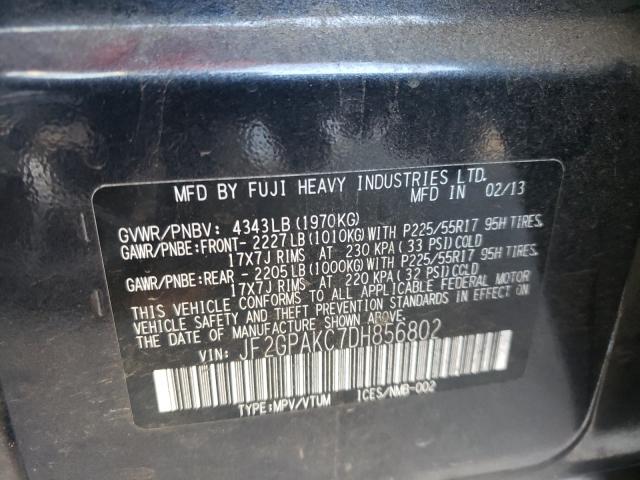 MFD BY FUJI HEAVY INDUSTRIES LTD.
MFD IN 02/13
GVWR/PNBV: 4343LB(1970KG)
GAWR/PNBE:FRONT- 2227LB(1010KG)WITH P225/55R17 95H TIRES,
17X7J RIMS AT 230 KPA(33 PSI)COLD
GAWR/PNBE:REAR - 2205LB(1000KG)WITH P225/55R17 95H TIRES,
17X7J RIMS AT 220 KPA(32 PSI)COLD
THIS VEHICLE CONFORMS TO ALL APPLICABLE FEDERAL MOTOR
VEHICLE SAFETY AND THEFT PREVENTION STANDARDS IN EFFECT ON
THE DATE OF MANUFACTURE SHOWN ABOVE.
VIN: JF2GPAKC7DH856802
TYPE:MPV/VTUM ICES/NMB-002